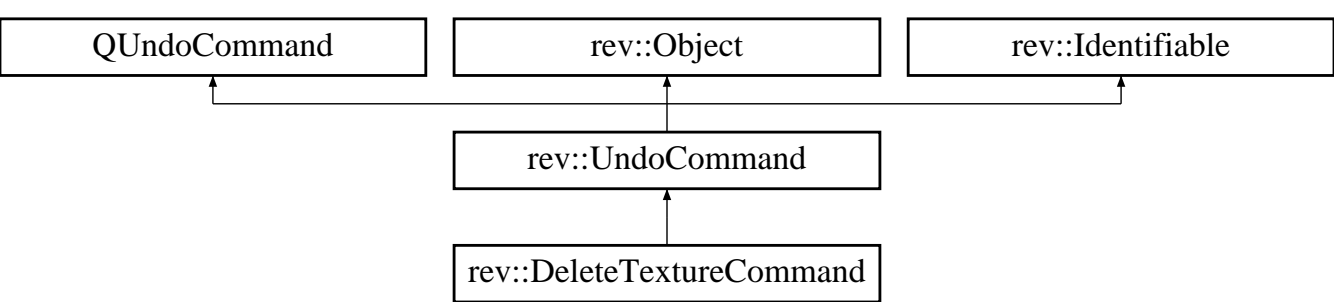 QUndoCommand
rev::Object
rev::Identifiable
rev::UndoCommand
rev::DeleteTextureCommand